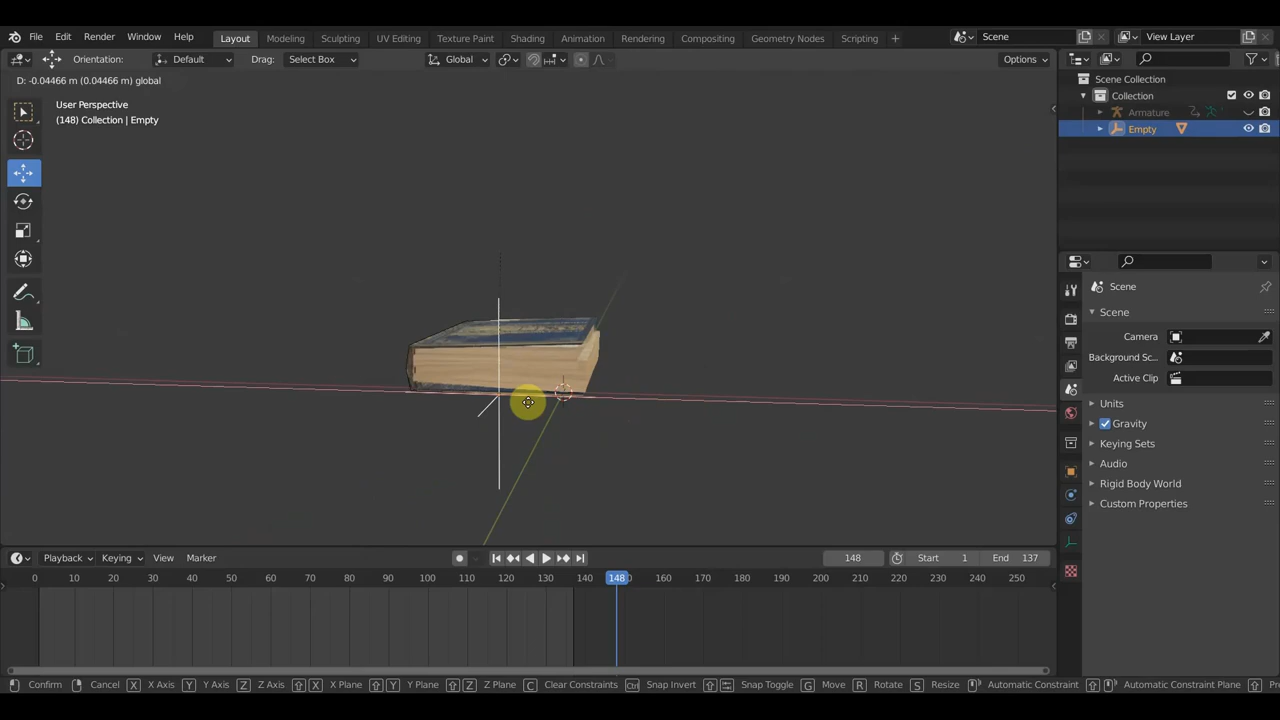 File Edit Render Window Help Layout Modeling Sculpting UV Editing Texture Paint Shading Animation Rendering Compositing Geometry Nodes Scripting + Scene View Layer
Orientation: Default Drag: Select Box Global Options
D: -0.04466 m (0.04466 m) global
User Perspective
(148) Collection | Empty
Scene Collection
Collection
Armature
Empty
Scene
Scene
Camera
Background Sc...
Active Clip
Units
Gravity
Keying Sets
Audio
Rigid Body World
Custom Properties
Playback Keying View Marker 148 Start 1 End 137
0 10 20 30 40 50 60 70 80 90 100 110 120 130 140 148 160 170 180 190 200 210 220 230 240 250
Confirm Cancel X X Axis Y Y Axis Z Z Axis X X Plane Y Y Plane Z Z Plane C Clear Constraints Ctrl Snap Invert Snap Toggle G Move R Rotate S Resize Automatic Constraint Automatic Constraint Plane